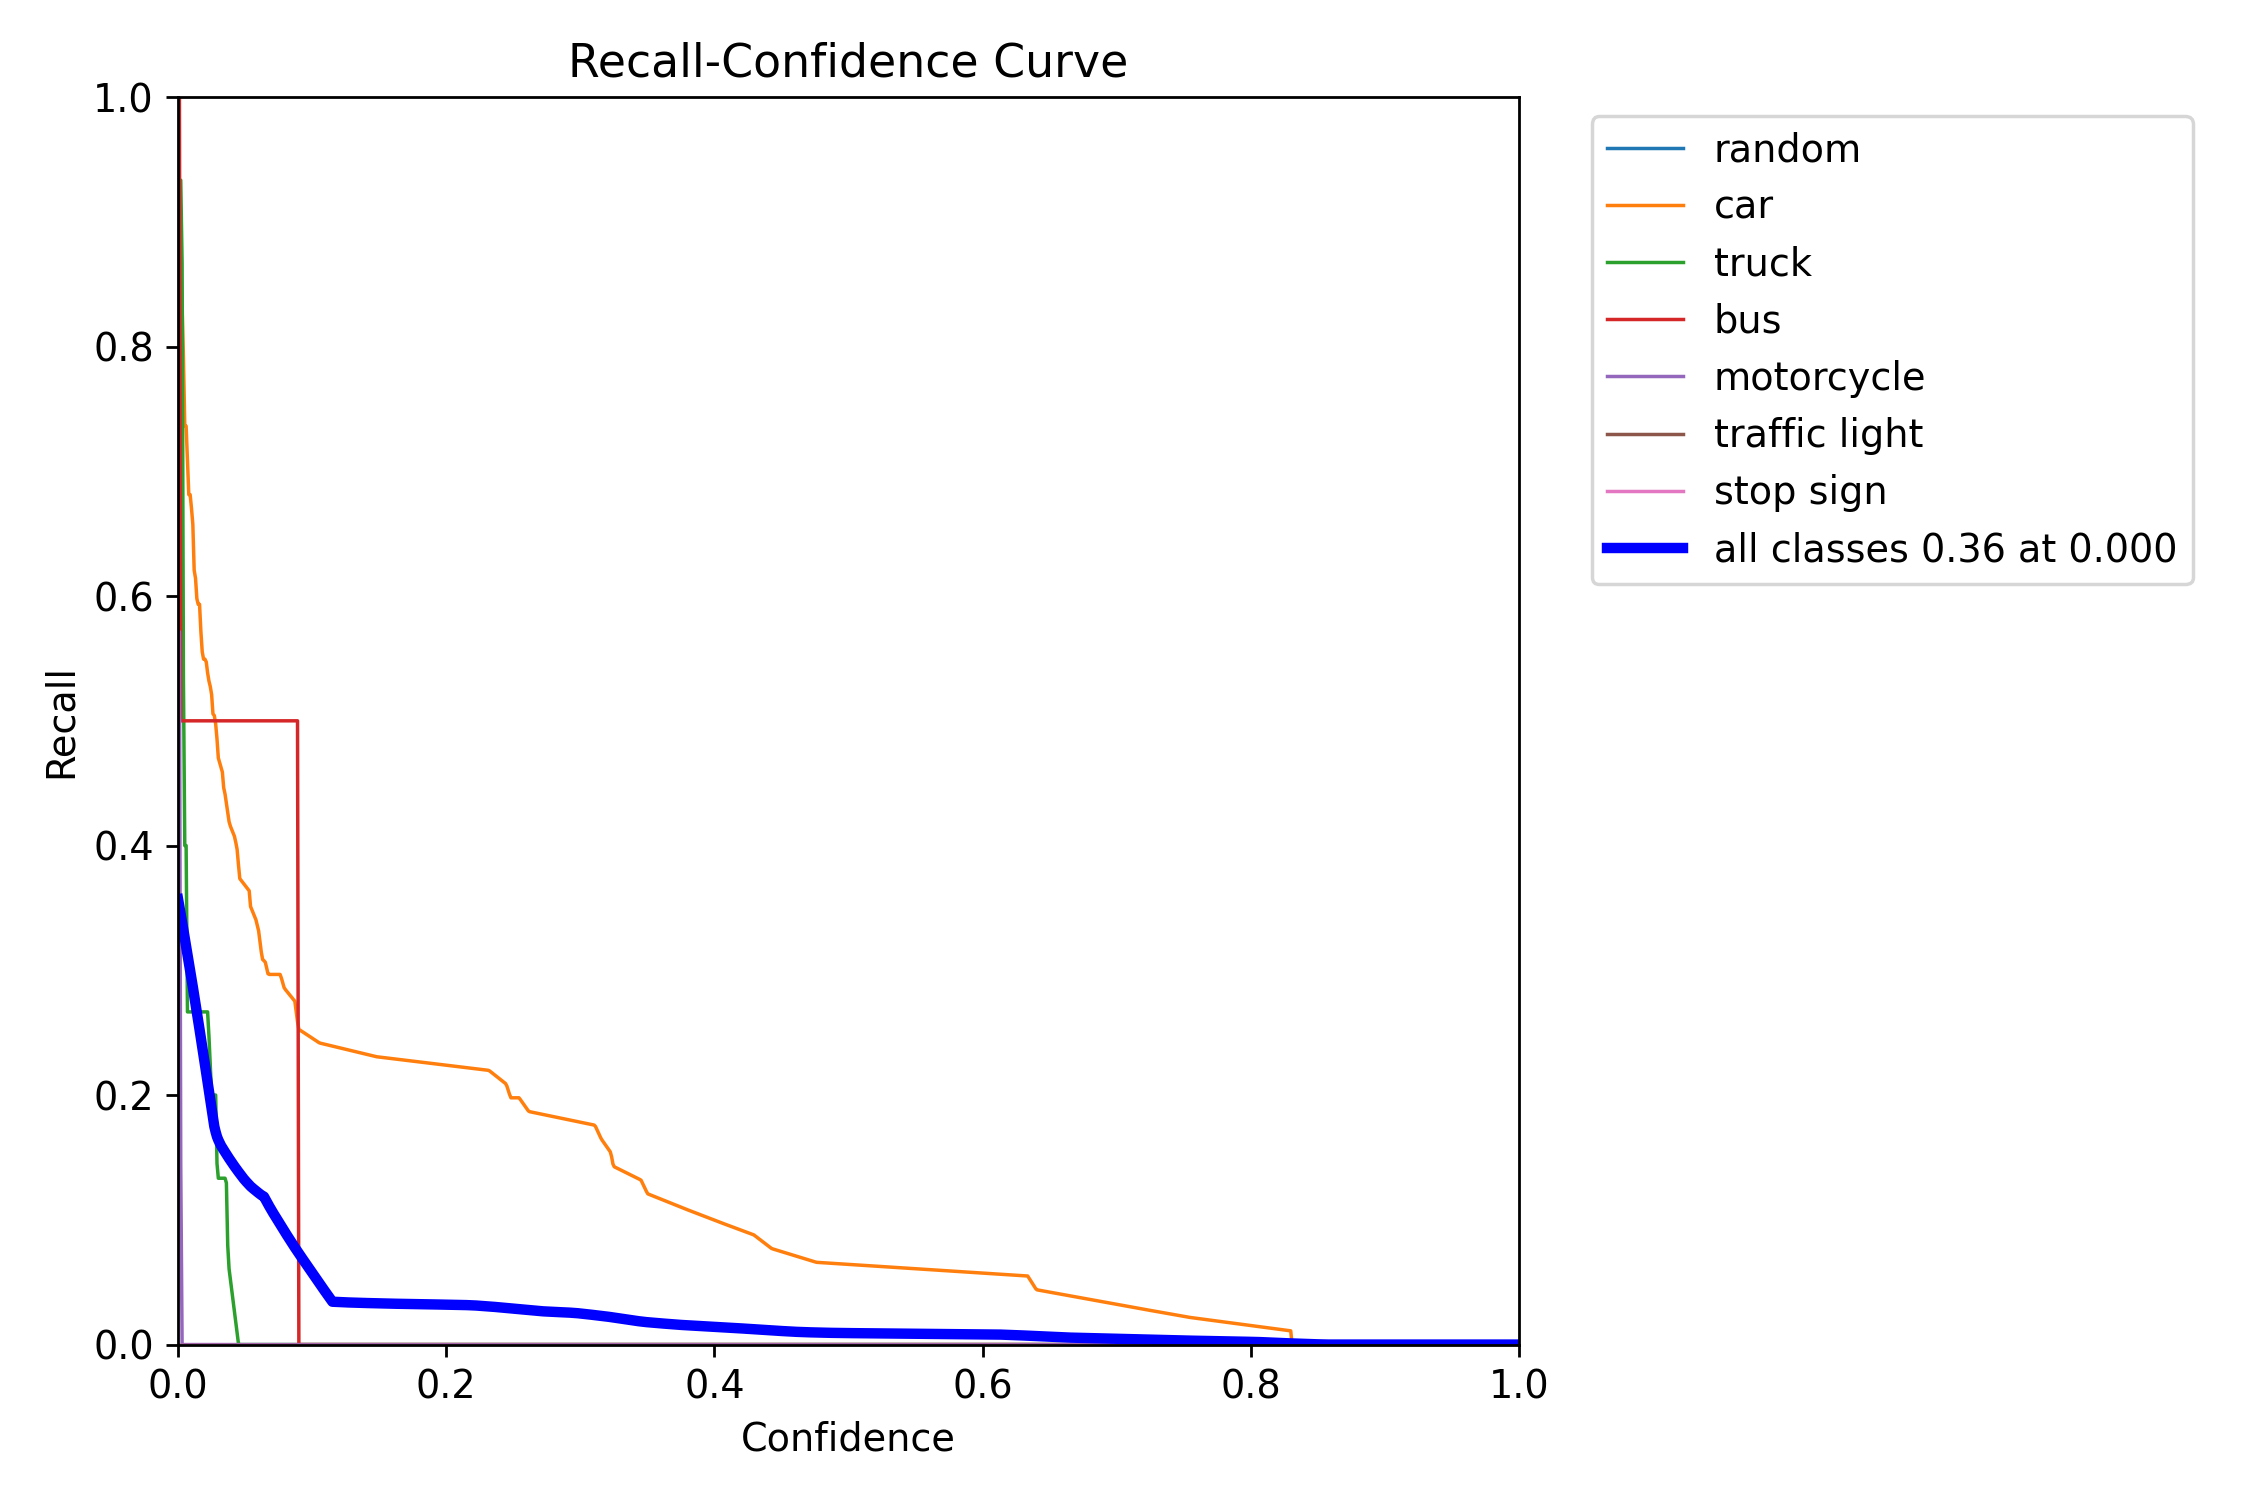 Recall-Confidence Curve
1.0
0.8
0.6
0.4
0.2
0.0
Recall
0.0 0.2 0.4 0.6 0.8 1.0
Confidence
random
car
truck
bus
motorcycle
traffic light
stop sign
all classes 0.36 at 0.000